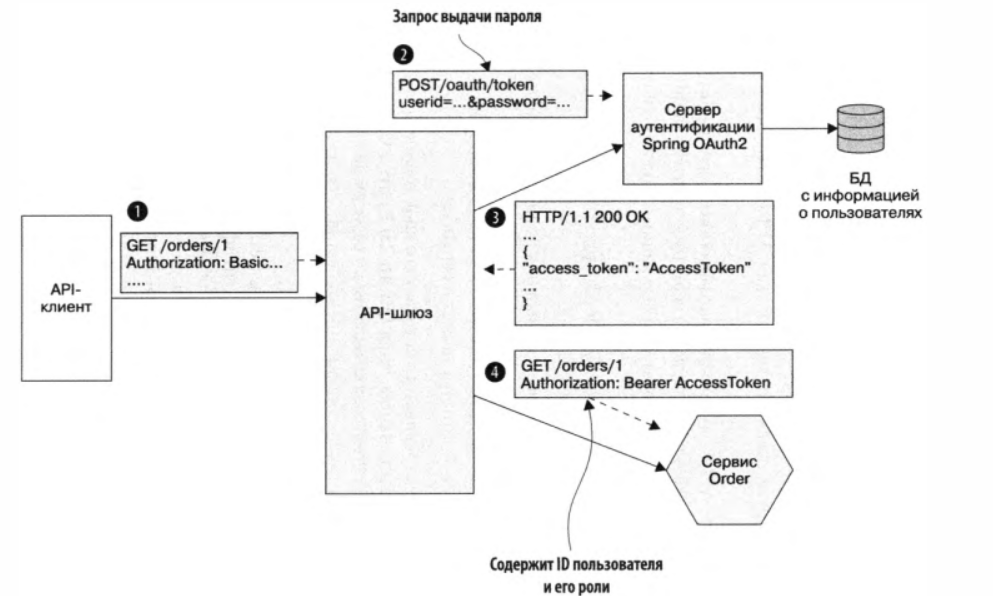 Запрос выдачи пароля
2
POST/oauth/token
userid=...&password=...
Сервер
аутентификации
Spring OAuth2
БД
с информацией
о пользователях
1
GET /orders/1
Authorization: Basic...
....
API-
клиент
API-шлюз
3
HTTP/1.1 200 OK
...
{
"access_token": "AccessToken"
...
}
4
GET /orders/1
Authorization: Bearer AccessToken
Сервис
Order
Содержит ID пользователя
и его роли